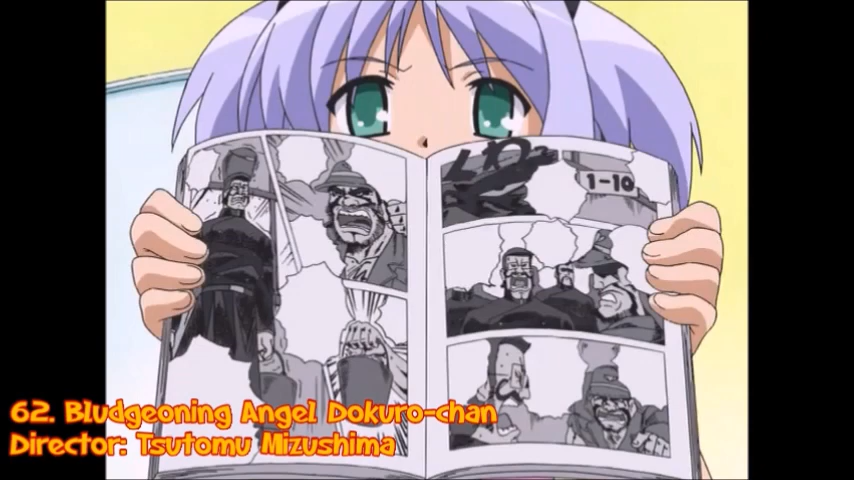 1-10
62. Bludgeoning Angel Dokuro-chan
Director: Tsutomu Mizushima